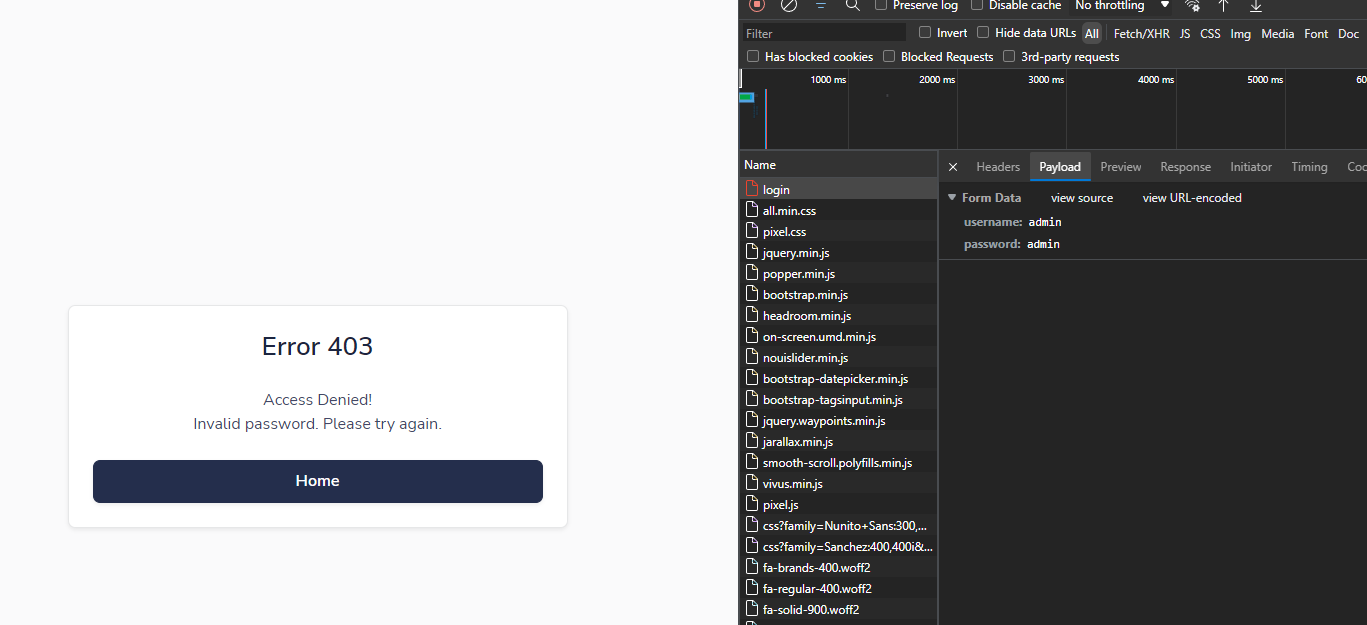 Error 403
Access Denied!
Invalid password. Please try again.
Home
Preserve log Disable cache No throttling
Filter Invert Hide data URLs All Fetch/XHR JS CSS Img Media Font Doc
Has blocked cookies Blocked Requests 3rd-party requests
1000 ms 2000 ms 3000 ms 4000 ms 5000 ms 60
Name
login
all.min.css
pixel.css
jquery.min.js
popper.min.js
bootstrap.min.js
headroom.min.js
on-screen.umd.min.js
nouislider.min.js
bootstrap-datepicker.min.js
bootstrap-tagsinput.min.js
jquery.waypoints.min.js
jarallax.min.js
smooth-scroll.polyfills.min.js
vivus.min.js
pixel.js
css?family=Nunito+Sans:300,...
css?family=Sanchez:400,400i&...
fa-brands-400.woff2
fa-regular-400.woff2
fa-solid-900.woff2
Headers Payload Preview Response Initiator Timing Coo
Form Data view source view URL-encoded
username: admin
password: admin